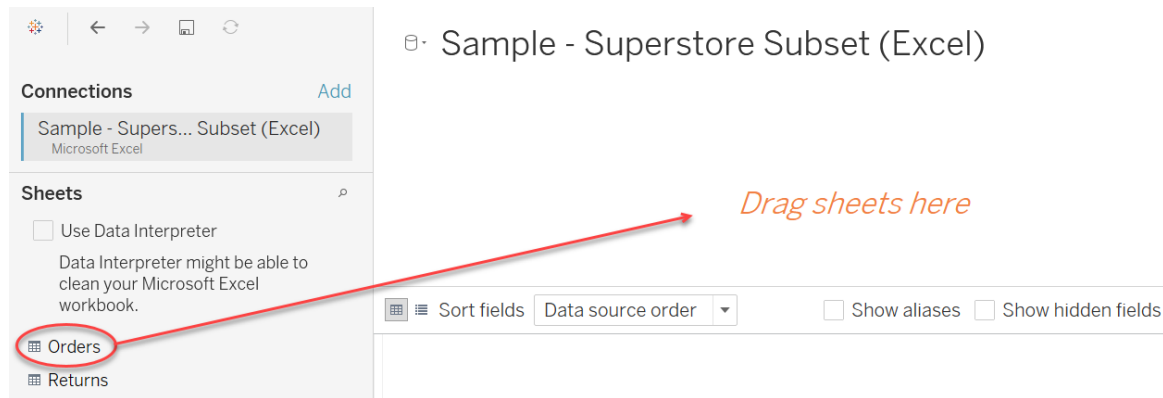 Sample - Superstore Subset (Excel)
Connections
Add
Sample - Supers... Subset (Excel)
Microsoft Excel
Sheets
Use Data Interpreter
Data Interpreter might be able to
clean your Microsoft Excel
workbook.
Orders
Returns
Drag sheets here
Sort fields
Data source order
Show aliases
Show hidden fields